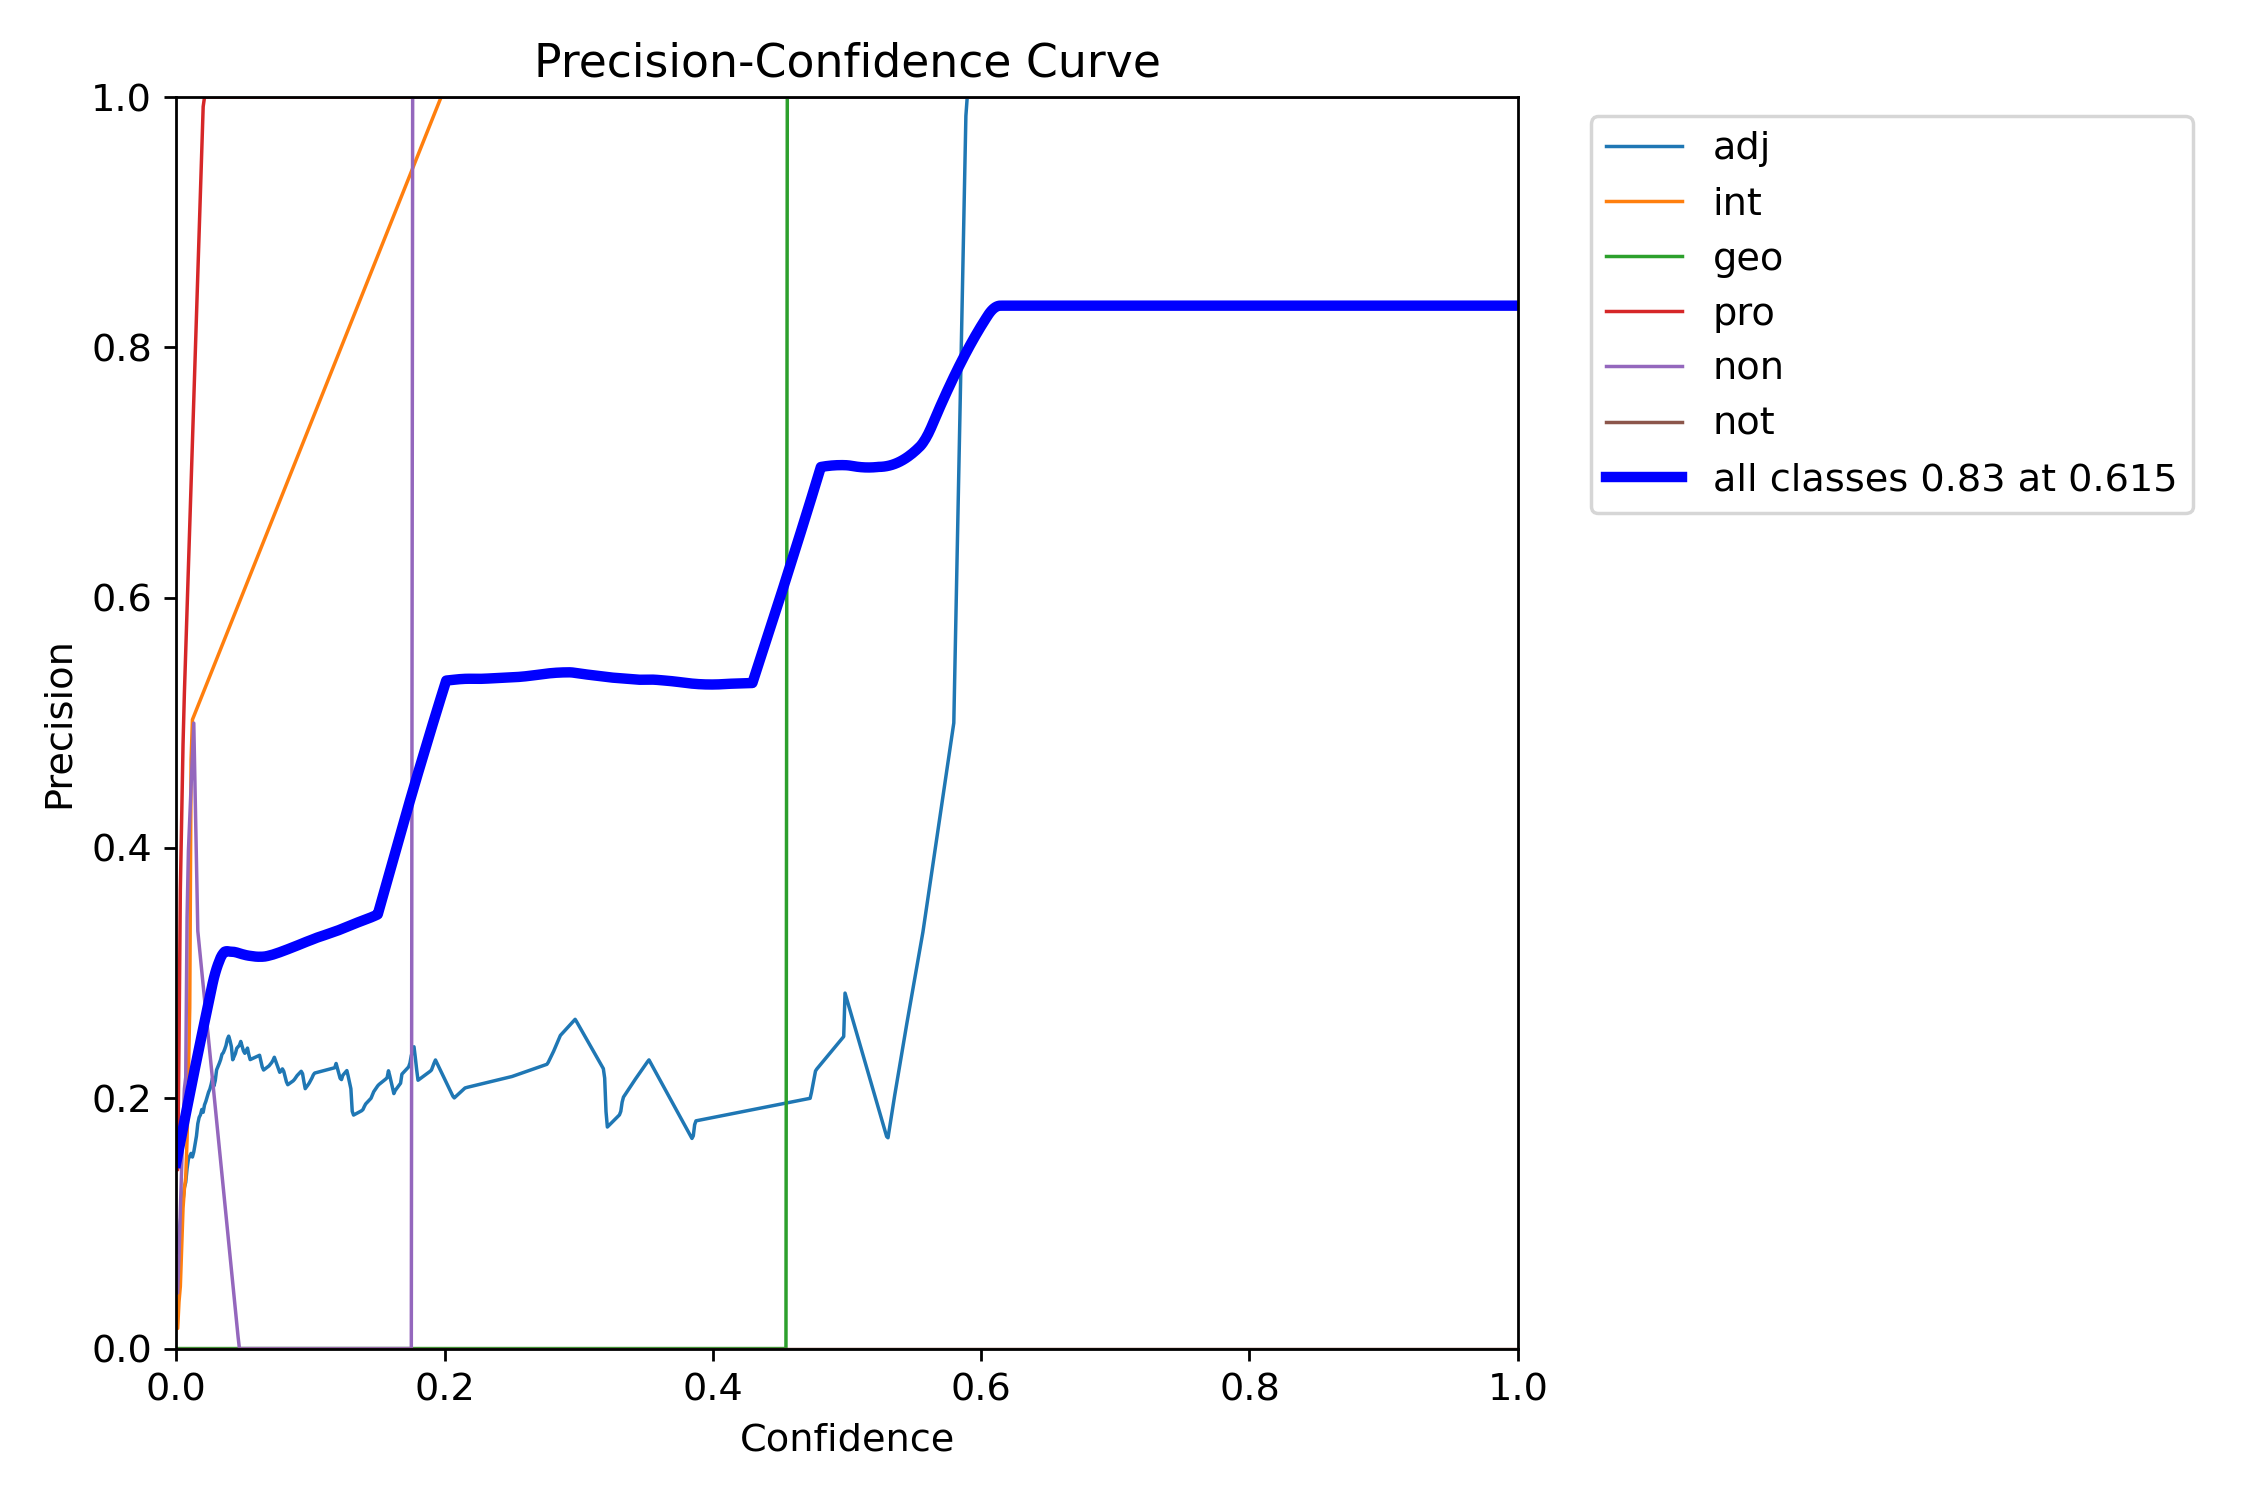 Precision-Confidence Curve
1.0
0.8
0.6
0.4
0.2
0.0
Precision
0.0 0.2 0.4 0.6 0.8 1.0
Confidence
adj
int
geo
pro
non
not
all classes 0.83 at 0.615